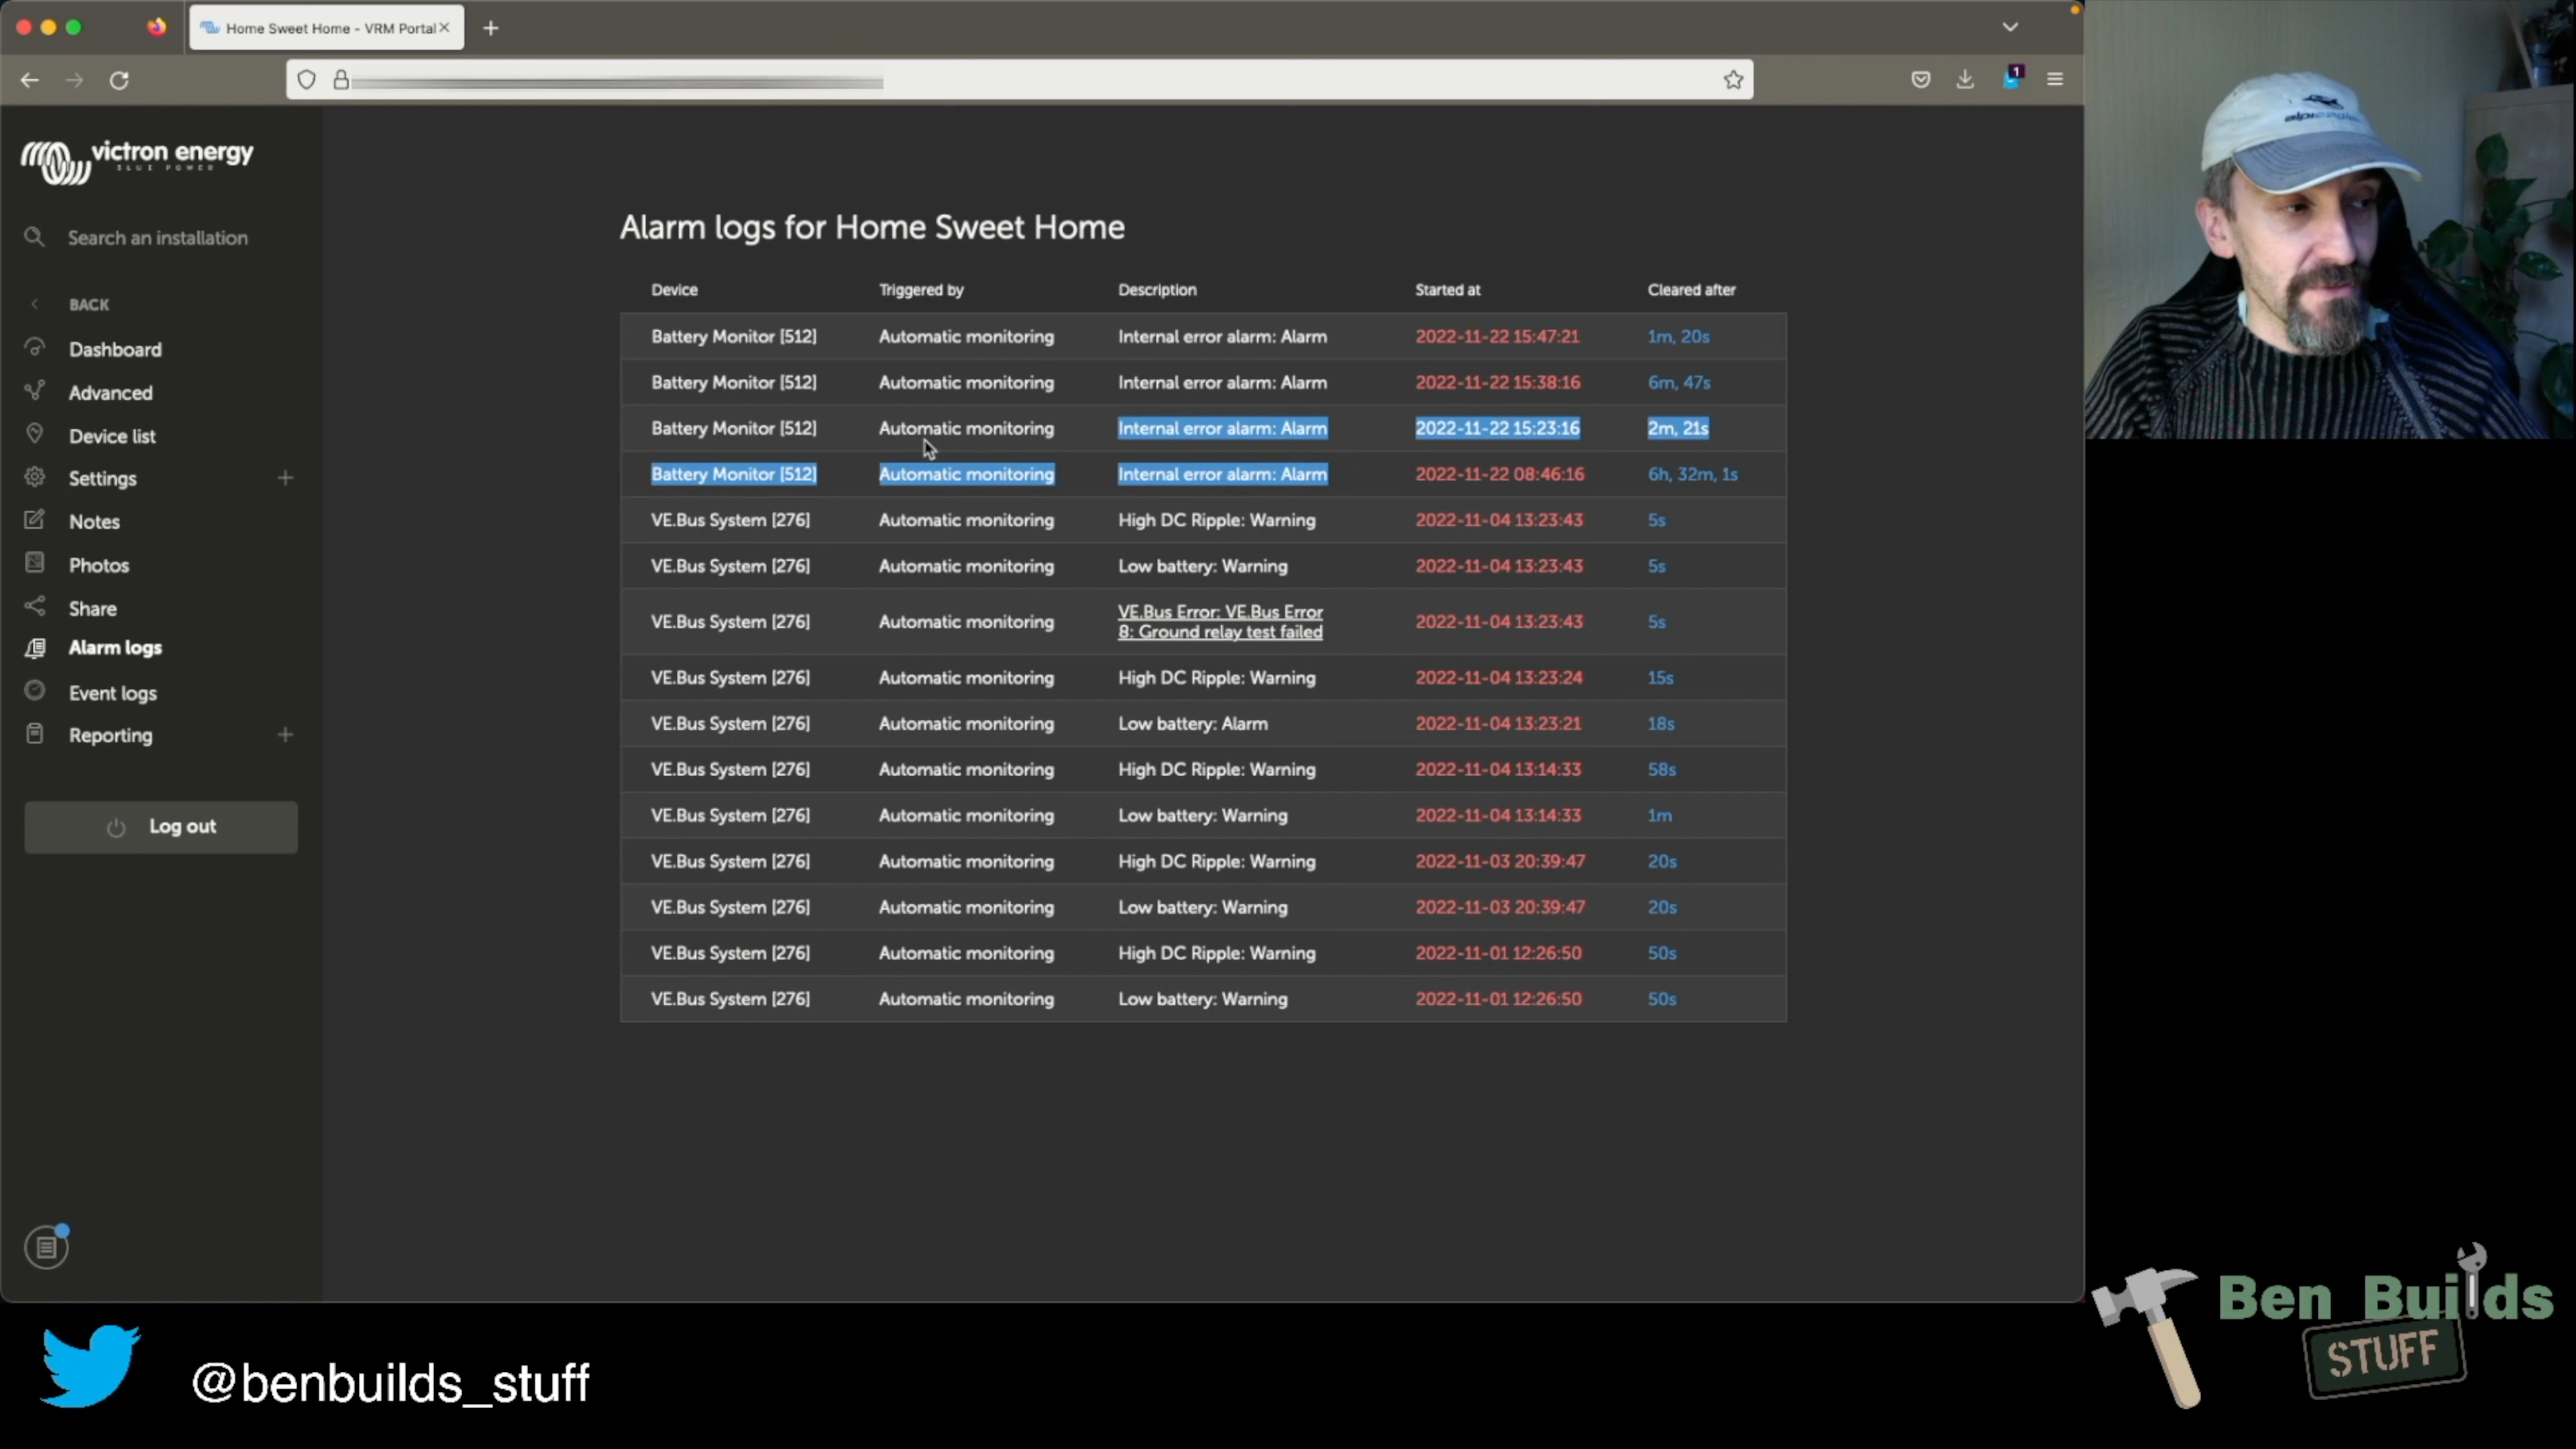 Home Sweet Home - VRM Portal
1
victron energy
BLUE POWER
Search an installation
BACK
Dashboard
Advanced
Device list
Settings
Notes
Photos
Share
Alarm logs
Event logs
Reporting
Log out
Alarm logs for Home Sweet Home
Device Triggered by Description Started at Cleared after
Battery Monitor [512] Automatic monitoring Internal error alarm: Alarm 2022-11-22 15:47:21 1m, 20s
Battery Monitor [512] Automatic monitoring Internal error alarm: Alarm 2022-11-22 15:38:16 6m, 47s
Battery Monitor [512] Automatic monitoring Internal error alarm: Alarm 2022-11-22 15:23:16 2m, 21s
Battery Monitor [512] Automatic monitoring Internal error alarm: Alarm 2022-11-22 08:46:16 6h, 32m, 1s
VE.Bus System [276] Automatic monitoring High DC Ripple: Warning 2022-11-04 13:23:43 5s
VE.Bus System [276] Automatic monitoring Low battery: Warning 2022-11-04 13:23:43 5s
VE.Bus System [276] Automatic monitoring VE.Bus Error: VE.Bus Error
8: Ground relay test failed 2022-11-04 13:23:43 5s
VE.Bus System [276] Automatic monitoring High DC Ripple: Warning 2022-11-04 13:23:24 15s
VE.Bus System [276] Automatic monitoring Low battery: Alarm 2022-11-04 13:23:21 18s
VE.Bus System [276] Automatic monitoring High DC Ripple: Warning 2022-11-04 13:14:33 58s
VE.Bus System [276] Automatic monitoring Low battery: Warning 2022-11-04 13:14:33 1m
VE.Bus System [276] Automatic monitoring High DC Ripple: Warning 2022-11-03 20:39:47 20s
VE.Bus System [276] Automatic monitoring Low battery: Warning 2022-11-03 20:39:47 20s
VE.Bus System [276] Automatic monitoring High DC Ripple: Warning 2022-11-01 12:26:50 50s
VE.Bus System [276] Automatic monitoring Low battery: Warning 2022-11-01 12:26:50 50s
@benbuilds_stuff
Ben Builds
STUFF